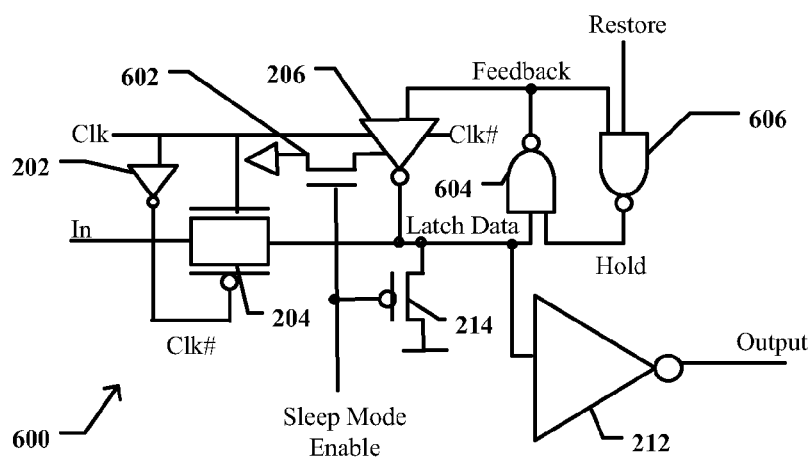 Restore
602
206
Feedback
606
Clk
Clk#
202
604
In
Latch Data
Hold
204
214
Clk#
Output
Sleep Mode
Enable
600
212